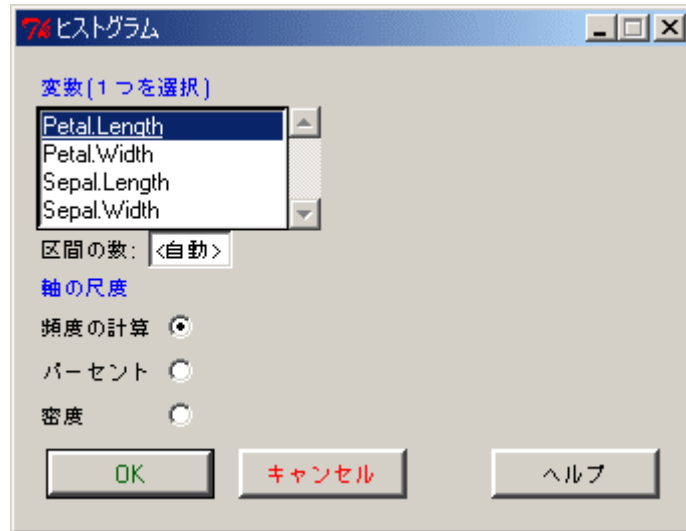 ヒストグラム
変数(1つを選択)
Petal.Length
Petal.Width
Sepal.Length
Sepal.Width
区間の数: <自動>
軸の尺度
頻度の計算
パーセント
密度
OK キャンセル ヘルプ